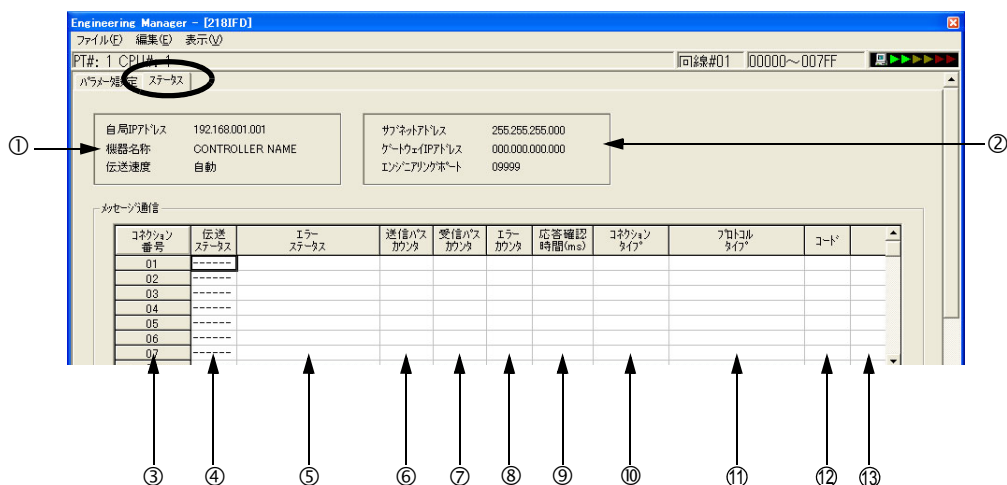 Engineering Manager - [218IFD]
ファイル(F) 編集(E) 表示(V)
PT#: 1 CPU#: 1 回線#01 00000～007FF
パラメータ設定 ステータス
自局IPアドレス 192.168.001.001
機器名称 CONTROLLER NAME
伝送速度 自動
サブネットアドレス 255.255.255.000
ゲートウェイIPアドレス 000.000.000.000
エンジニアリングポート 09999
①
②
メッセージ通信
コネクション番号 伝送ステータス エラーステータス 送信パスカウンタ 受信パスカウンタ エラーカウンタ 応答確認時間(ms) コネクションタイプ プロトコルタイプ コード
01 ------
02 ------
03 ------
04 ------
05 ------
06 ------
07 ------
③ ④ ⑤ ⑥ ⑦ ⑧ ⑨ ⑩ ⑪ ⑫ ⑬